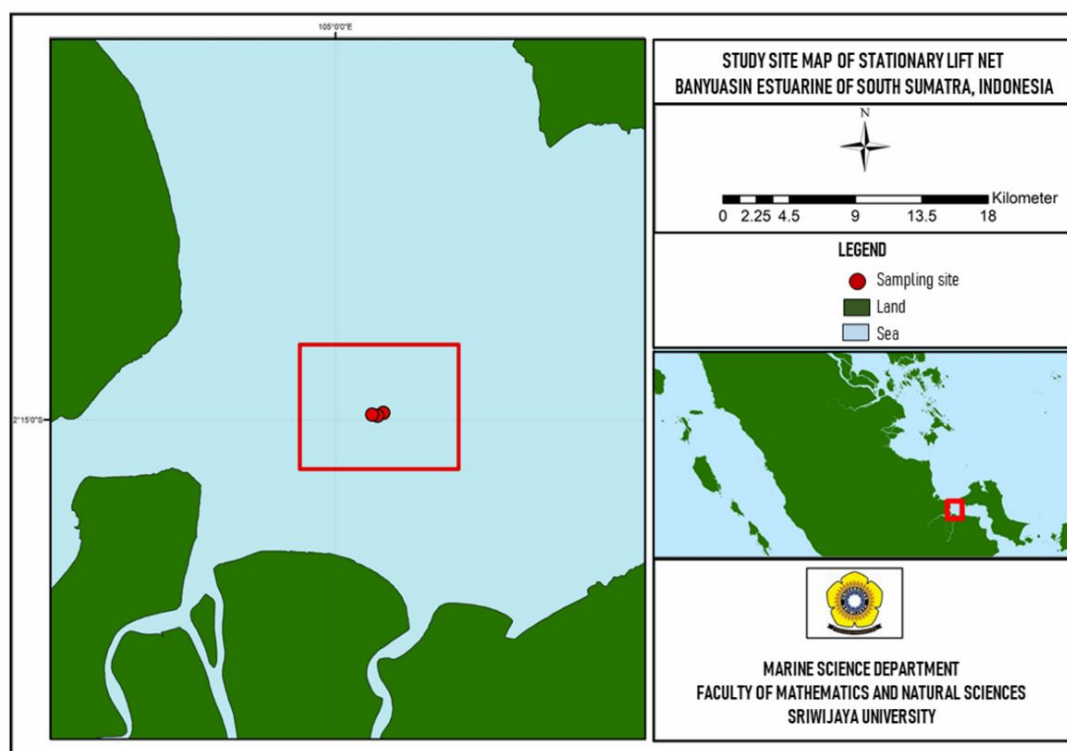 105°0'0"E
2°15'0"S
STUDY SITE MAP OF STATIONARY LIFT NET
BANYUASIN ESTUARINE OF SOUTH SUMATRA, INDONESIA
N
Kilometer
0 2.25 4.5 9 13.5 18
LEGEND
Sampling site
Land
Sea
MARINE SCIENCE DEPARTMENT
FACULTY OF MATHEMATICS AND NATURAL SCIENCES
SRIWIJAYA UNIVERSITY